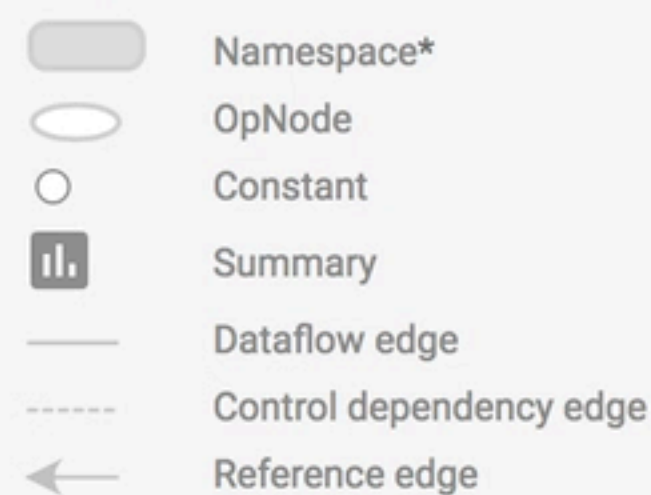 Namespace*
OpNode
Constant
Summary
Dataflow edge
Control dependency edge
Reference edge